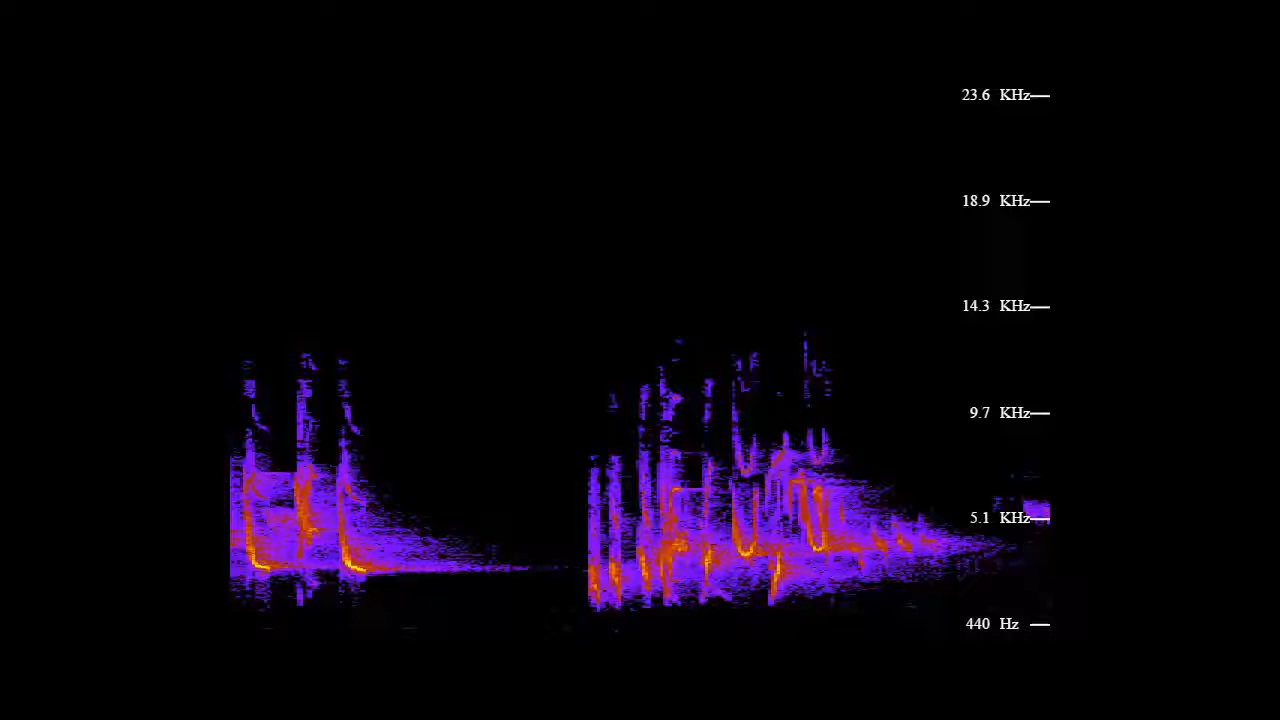 23.6 KHz
18.9 KHz
14.3 KHz
9.7 KHz
5.1 KHz
440 Hz